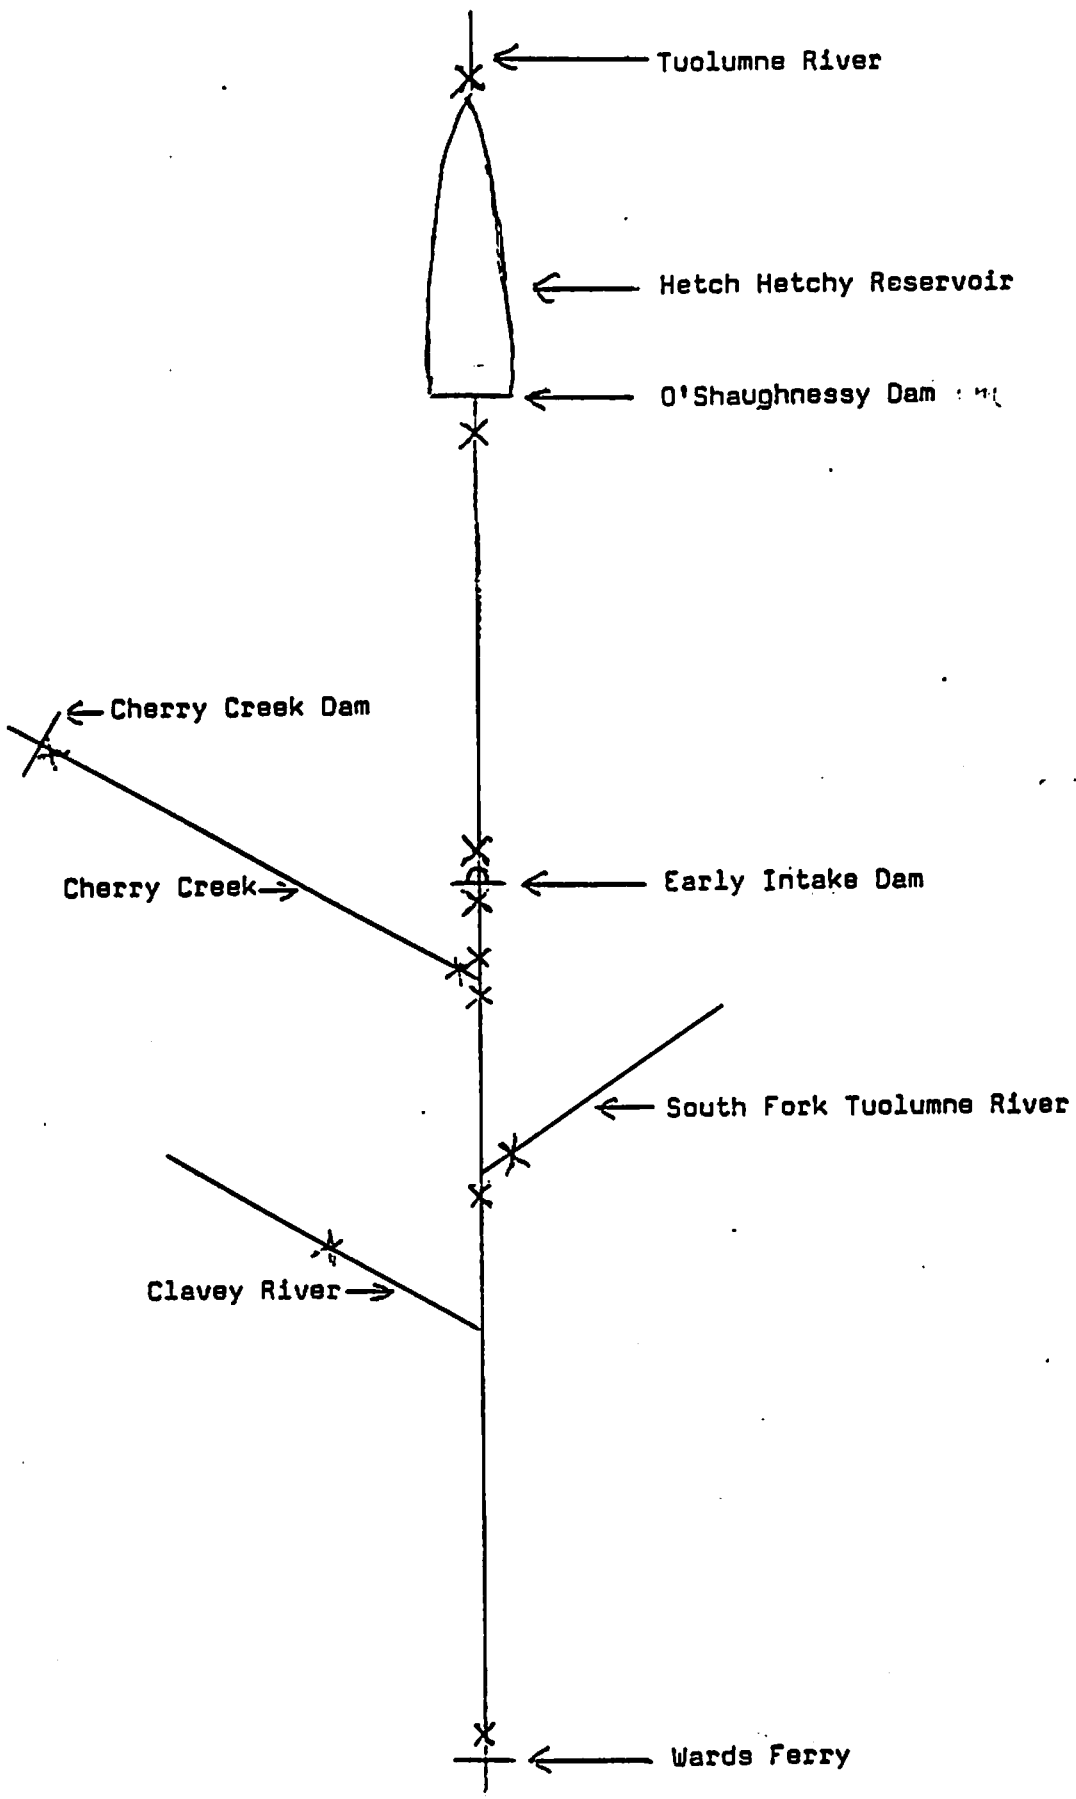 Tuolumne River
Hetch Hetchy Reservoir
O'Shaughnessy Dam
Cherry Creek Dam
Early Intake Dam
Cherry Creek
South Fork Tuolumne River
Clavey River
Wards Ferry